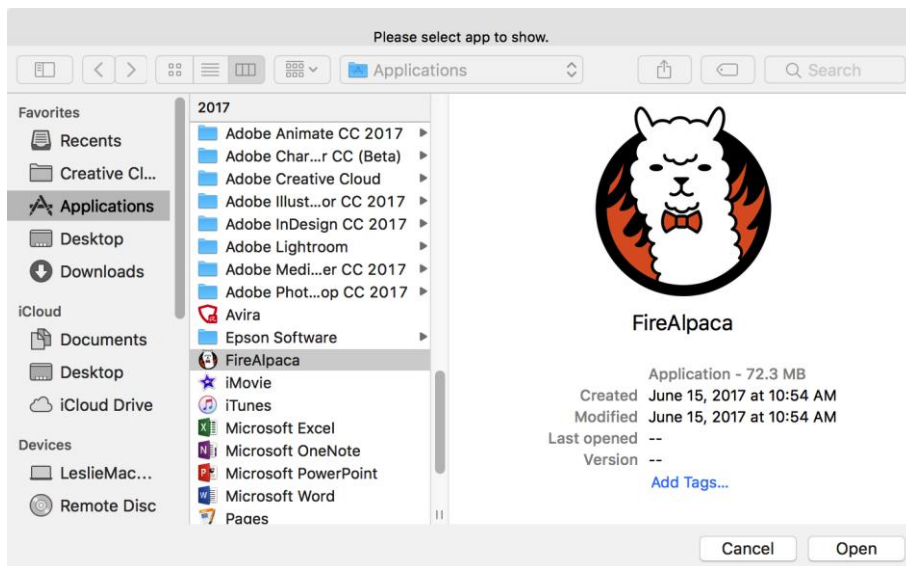 Please select app to show.
Applications
Search
Favorites
Recents
Creative Cl...
Applications
Desktop
Downloads
iCloud
Documents
Desktop
iCloud Drive
Devices
LeslieMac...
Remote Disc
2017
Adobe Animate CC 2017
Adobe Char...r CC (Beta)
Adobe Creative Cloud
Adobe Illust...or CC 2017
Adobe InDesign CC 2017
Adobe Lightroom
Adobe Medi...er CC 2017
Adobe Phot...op CC 2017
Avira
Epson Software
FireAlpaca
iMovie
iTunes
Microsoft Excel
Microsoft OneNote
Microsoft PowerPoint
Microsoft Word
Pages
FireAlpaca
Application - 72.3 MB
Created June 15, 2017 at 10:54 AM
Modified June 15, 2017 at 10:54 AM
Last opened --
Version --
Add Tags...
Cancel
Open